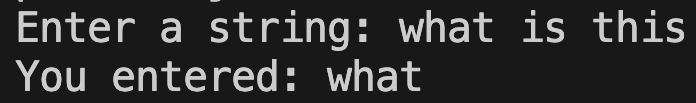 Enter a string: what is this
You entered: what